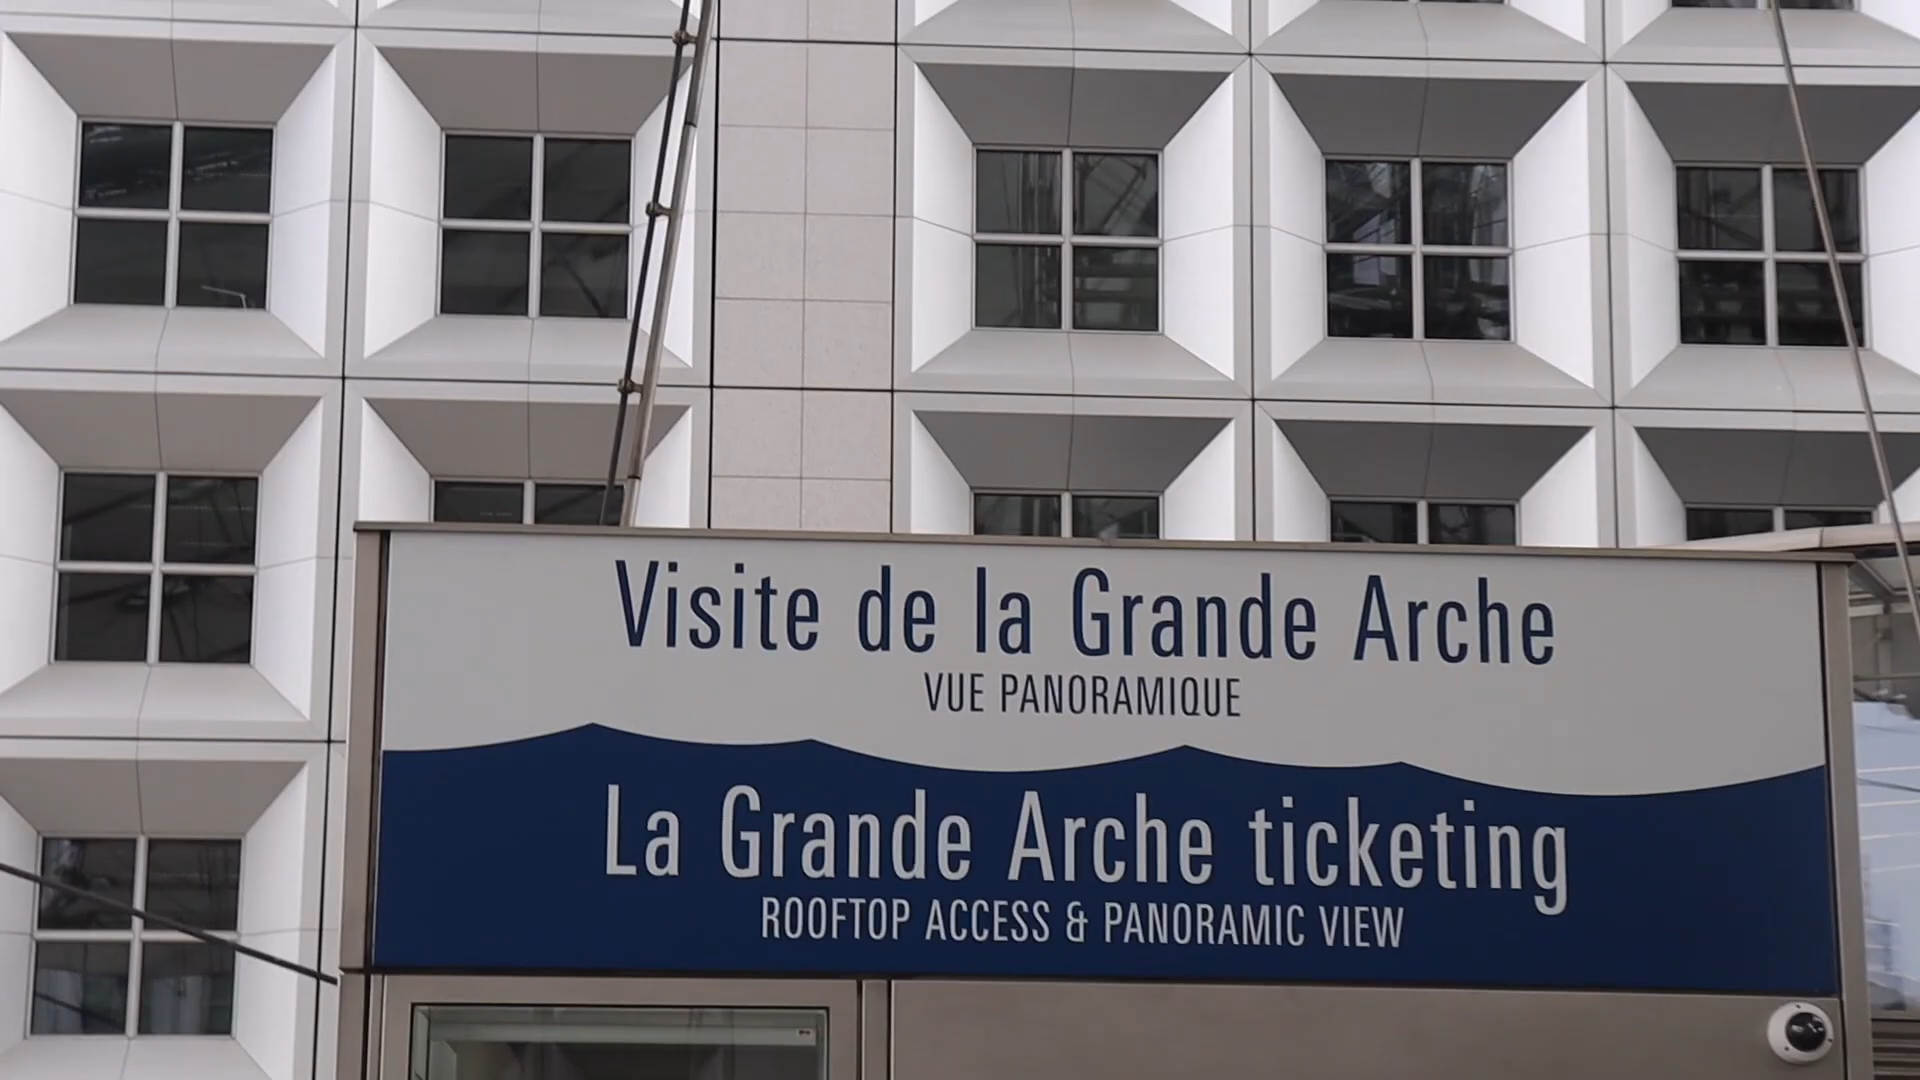 Visite de la Grande Arche
VUE PANORAMIQUE
La Grande Arche ticketing
ROOFTOP ACCESS & PANORAMIC VIEW